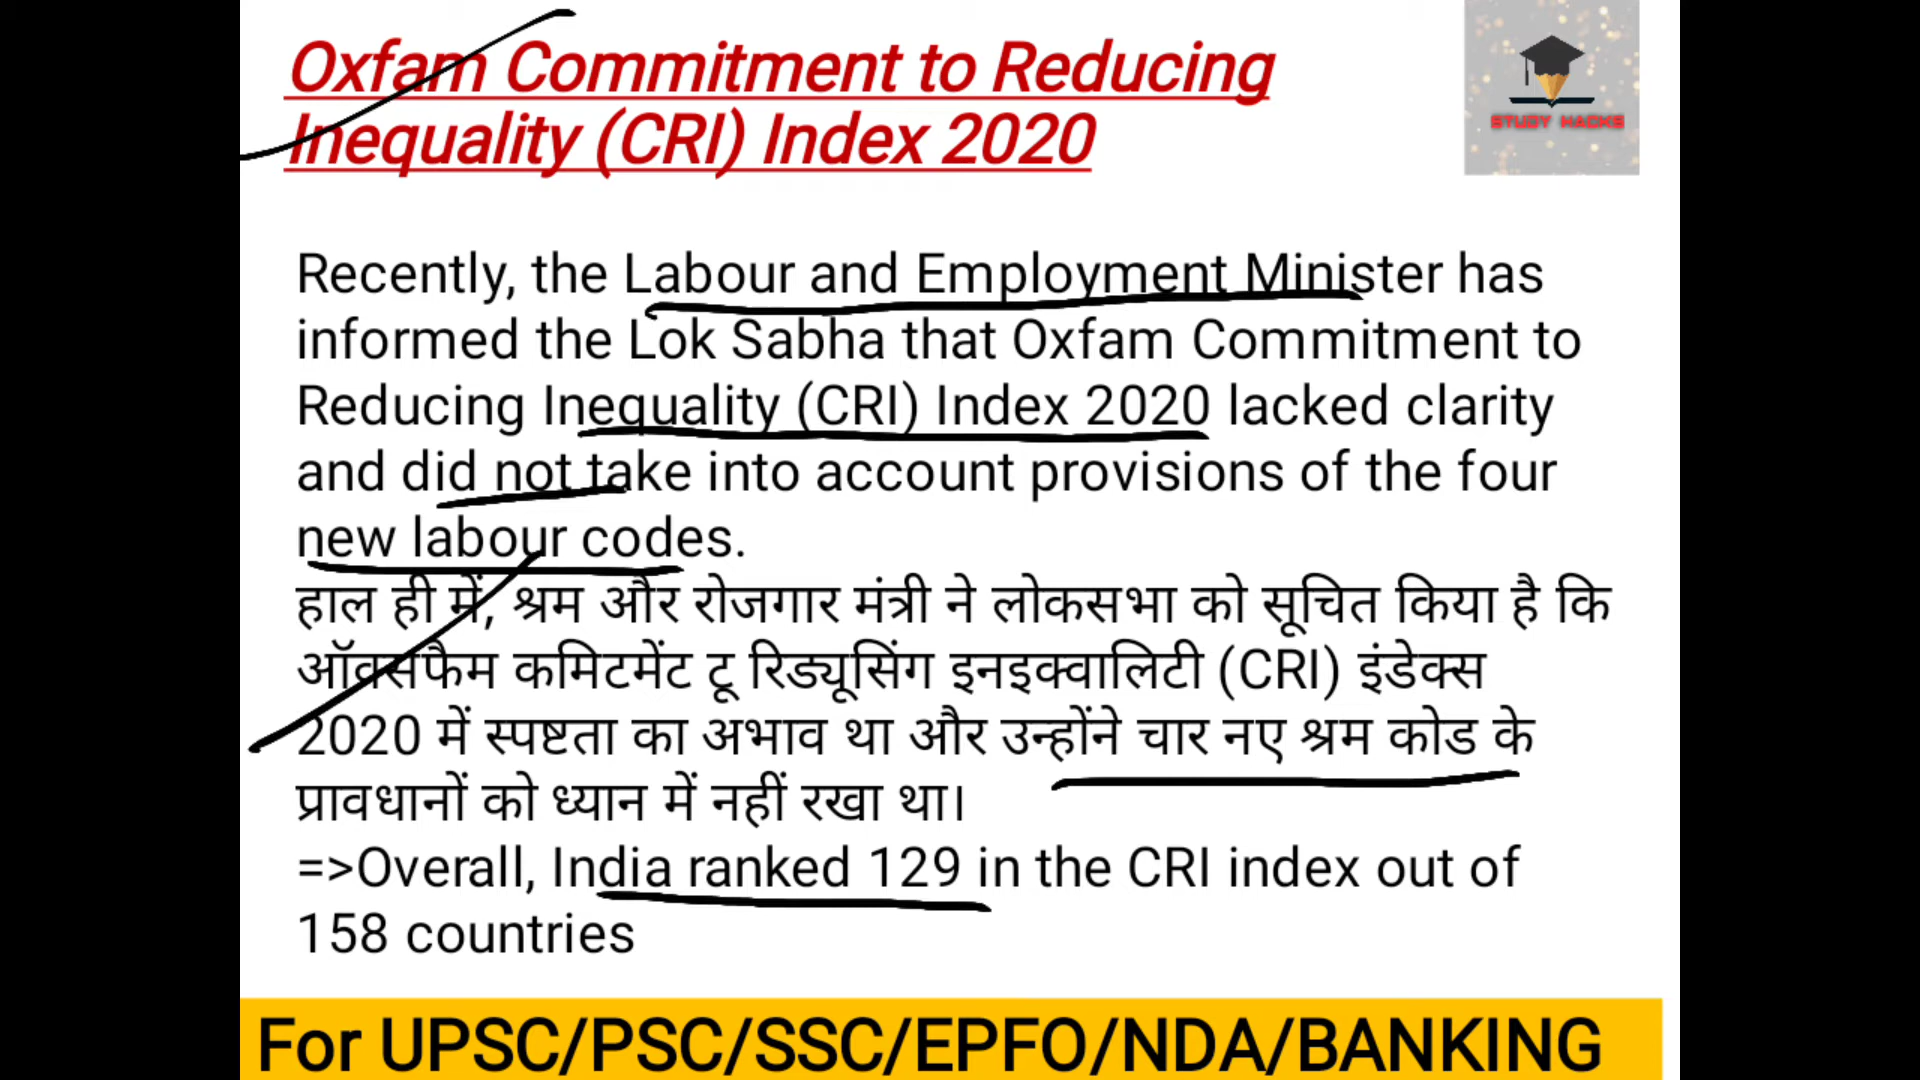 Oxfam Commitment to Reducing
Inequality (CRI) Index 2020
STUDY HACKS
Recently, the Labour and Employment Minister has
informed the Lok Sabha that Oxfam Commitment to
Reducing Inequality (CRI) Index 2020 lacked clarity
and did not take into account provisions of the four
new labour codes.
हाल ही में, श्रम और रोजगार मंत्री ने लोकसभा को सूचित किया है कि
ऑक्सफैम कमिटमेंट टू रिड्यूसिंग इनइक्वालिटी (CRI) इंडेक्स
2020 में स्पष्टता का अभाव था और उन्होंने चार नए श्रम कोड के
प्रावधानों को ध्यान में नहीं रखा था।
=>Overall, India ranked 129 in the CRI index out of
158 countries
For UPSC/PSC/SSC/EPFO/NDA/BANKING